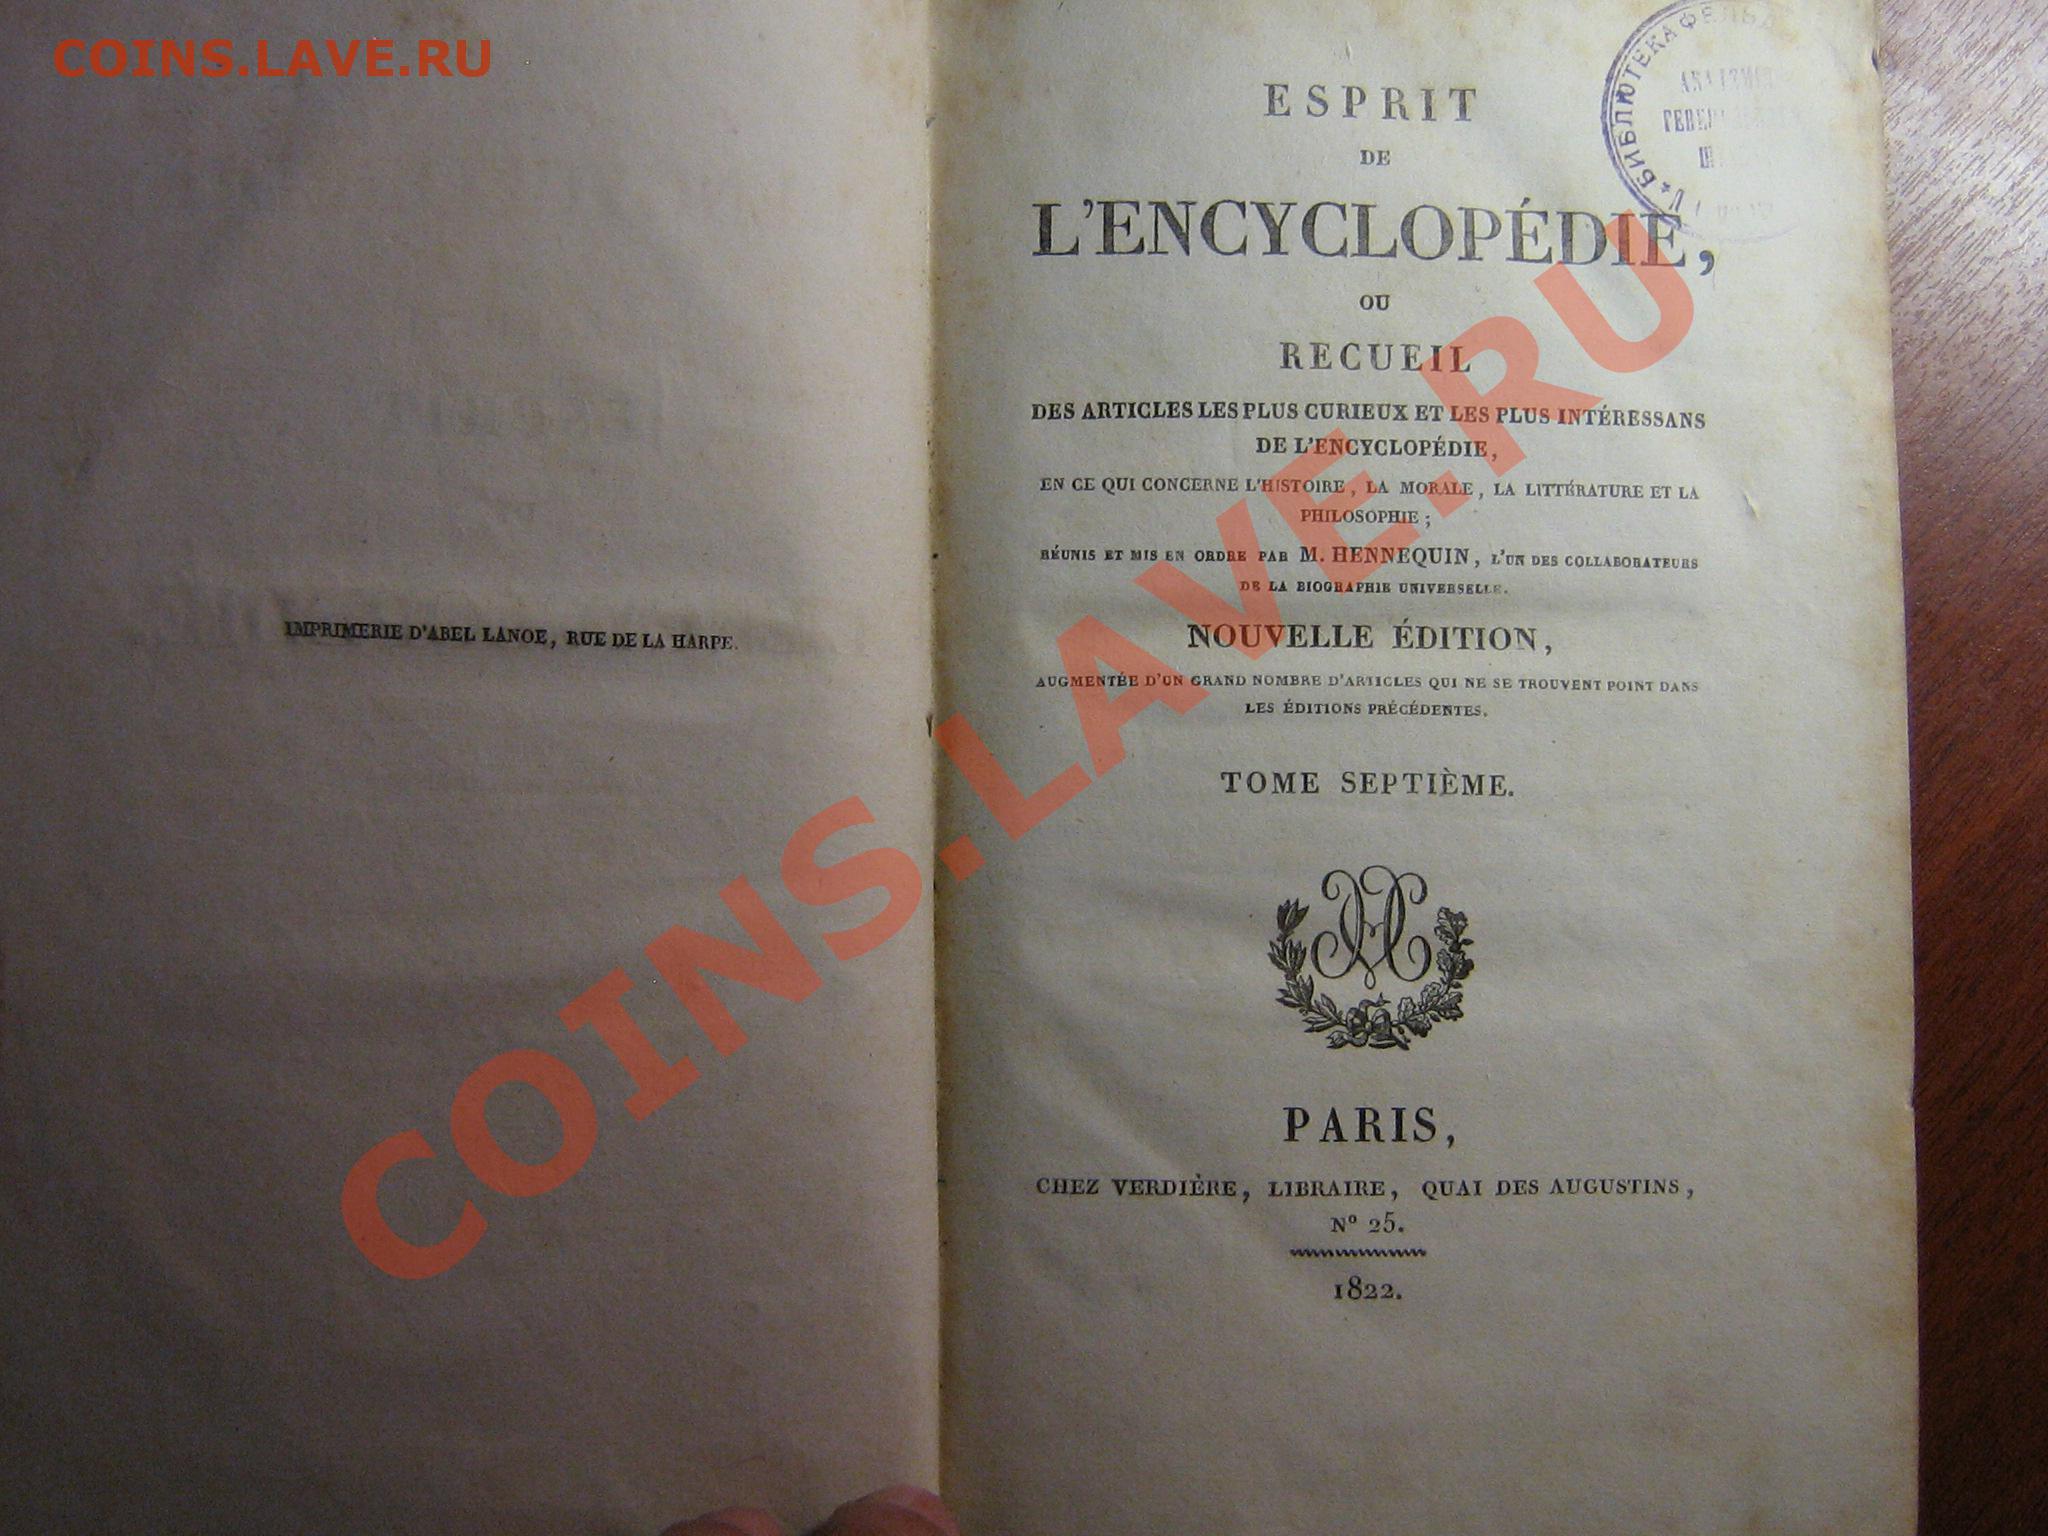 COINS.LAVE.RU
IMPRIMERIE D'ABEL LANOE, RUE DE LA HARPE.
БИБЛИОТЕКА
ESPRIT
DE
L'ENCYCLOPÉDIE,
OU
RECUEIL
DES ARTICLES LES PLUS CURIEUX ET LES PLUS INTÉRESSANS
DE L'ENCYCLOPÉDIE,
EN CE QUI CONCERNE L'HISTOIRE, LA MORALE, LA LITTÉRATURE ET LA
PHILOSOPHIE;
RÉUNIS ET MIS EN ORDRE PAR M. HENNEQUIN, L'UN DES COLLABORATEURS
DE LA BIOGRAPHIE UNIVERSELLE.
NOUVELLE ÉDITION,
AUGMENTÉE D'UN GRAND NOMBRE D'ARTICLES QUI NE SE TROUVENT POINT DANS
LES ÉDITIONS PRÉCÉDENTES.
TOME SEPTIÈME.
PARIS,
CHEZ VERDIÈRE, LIBRAIRE, QUAI DES AUGUSTINS,
N° 25.
1822.
COINS.LAVE.RU